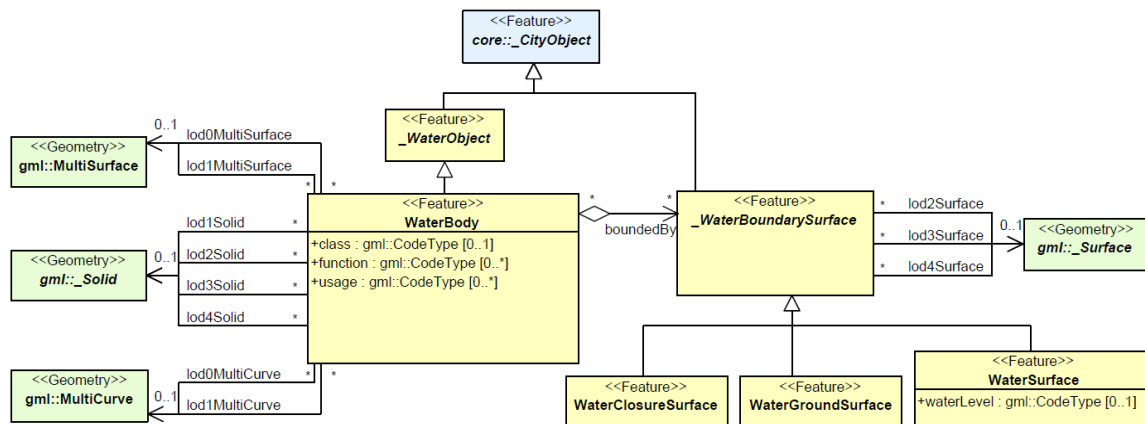 <<Feature>>
core::_CityObject
<<Feature>>
_WaterObject
<<Geometry>>
gml::MultiSurface
0..1
lod0MultiSurface
lod1MultiSurface
*
*
<<Feature>>
WaterBody
+class : gml::CodeType [0..1]
+function : gml::CodeType [0..*]
+usage : gml::CodeType [0..*]
<<Geometry>>
gml::_Solid
0..1
lod1Solid
*
lod2Solid
*
lod3Solid
*
lod4Solid
*
<<Geometry>>
gml::MultiCurve
0..1
lod0MultiCurve
lod1MultiCurve
*
*
*
*
boundedBy
<<Feature>>
_WaterBoundarySurface
*
lod2Surface
*
lod3Surface
*
lod4Surface
0..1
<<Geometry>>
gml::_Surface
<<Feature>>
WaterClosureSurface
<<Feature>>
WaterGroundSurface
<<Feature>>
WaterSurface
+waterLevel : gml::CodeType [0..1]